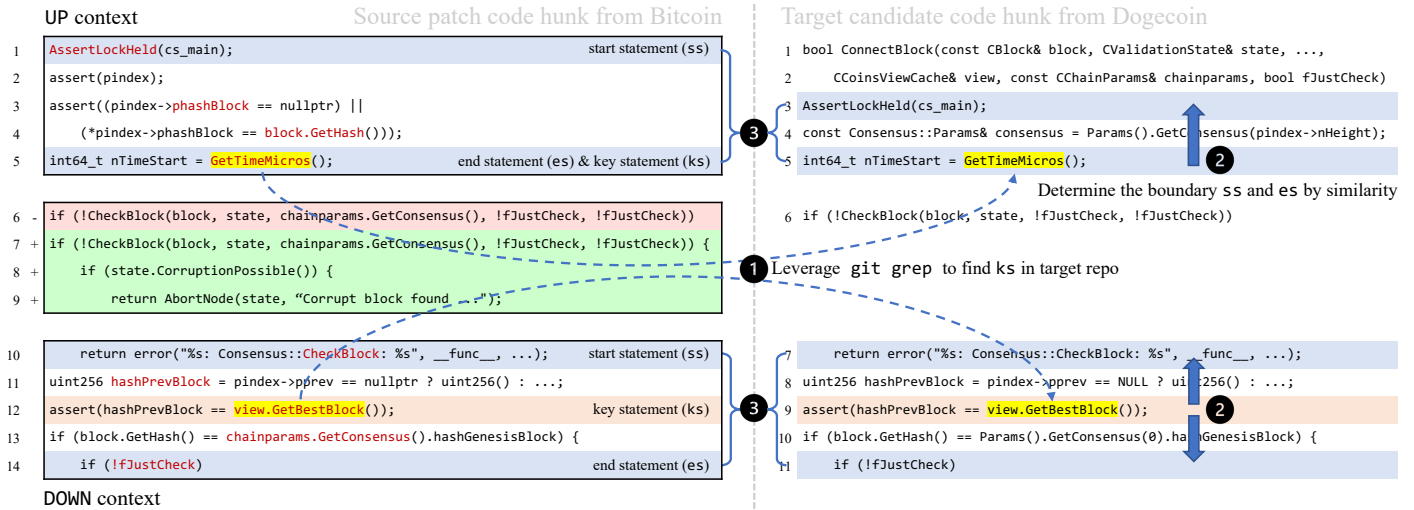 UP context
Source patch code hunk from Bitcoin
Target candidate code hunk from Dogecoin
1 AssertLockHeld(cs_main); start statement (ss)
2 assert(pindex);
3 assert((pindex->phashBlock == nullptr) ||
4 (*pindex->phashBlock == block.GetHash()));
5 int64_t nTimeStart = GetTimeMicros(); end statement (es) & key statement (ks)
6 - if (!CheckBlock(block, state, chainparams.GetConsensus(), !fJustCheck, !fJustCheck))
7 + if (!CheckBlock(block, state, chainparams.GetConsensus(), !fJustCheck, !fJustCheck)) {
8 + if (state.CorruptionPossible()) {
9 + return AbortNode(state, “Corrupt block found ...");
10 return error("%s: Consensus::CheckBlock: %s", __func__, ...); start statement (ss)
11 uint256 hashPrevBlock = pindex->pprev == nullptr ? uint256() : ...;
12 assert(hashPrevBlock == view.GetBestBlock()); key statement (ks)
13 if (block.GetHash() == chainparams.GetConsensus().hashGenesisBlock) {
14 if (!fJustCheck) end statement (es)
DOWN context
3
1 Leverage git grep to find ks in target repo
3
1 bool ConnectBlock(const CBlock& block, CValidationState& state, ...,
2 CCoinsViewCache& view, const CChainParams& chainparams, bool fJustCheck)
3 AssertLockHeld(cs_main);
4 const Consensus::Params& consensus = Params().GetConsensus(pindex->nHeight);
5 int64_t nTimeStart = GetTimeMicros();
2
Determine the boundary ss and es by similarity
6 if (!CheckBlock(block, state, !fJustCheck, !fJustCheck))
7 return error("%s: Consensus::CheckBlock: %s", __func__, ...);
8 uint256 hashPrevBlock = pindex->pprev == NULL ? uint256() : ...;
9 assert(hashPrevBlock == view.GetBestBlock());
2
10 if (block.GetHash() == Params().GetConsensus(0).hashGenesisBlock) {
11 if (!fJustCheck)